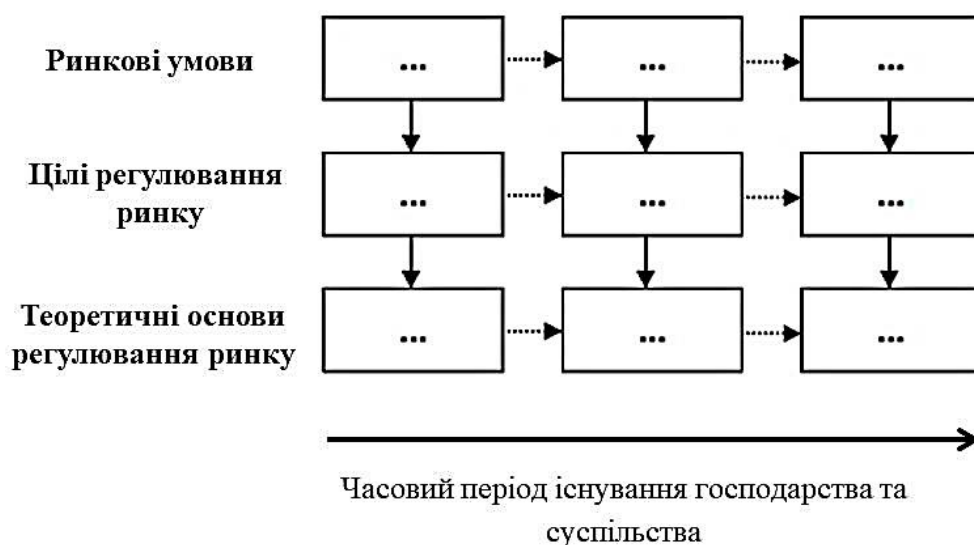 Ринкові умови
... ... ...
Цілі регулювання
ринку
... ... ...
Теоретичні основи
регулювання ринку
... ... ...
Часовий період існування господарства та
суспільства